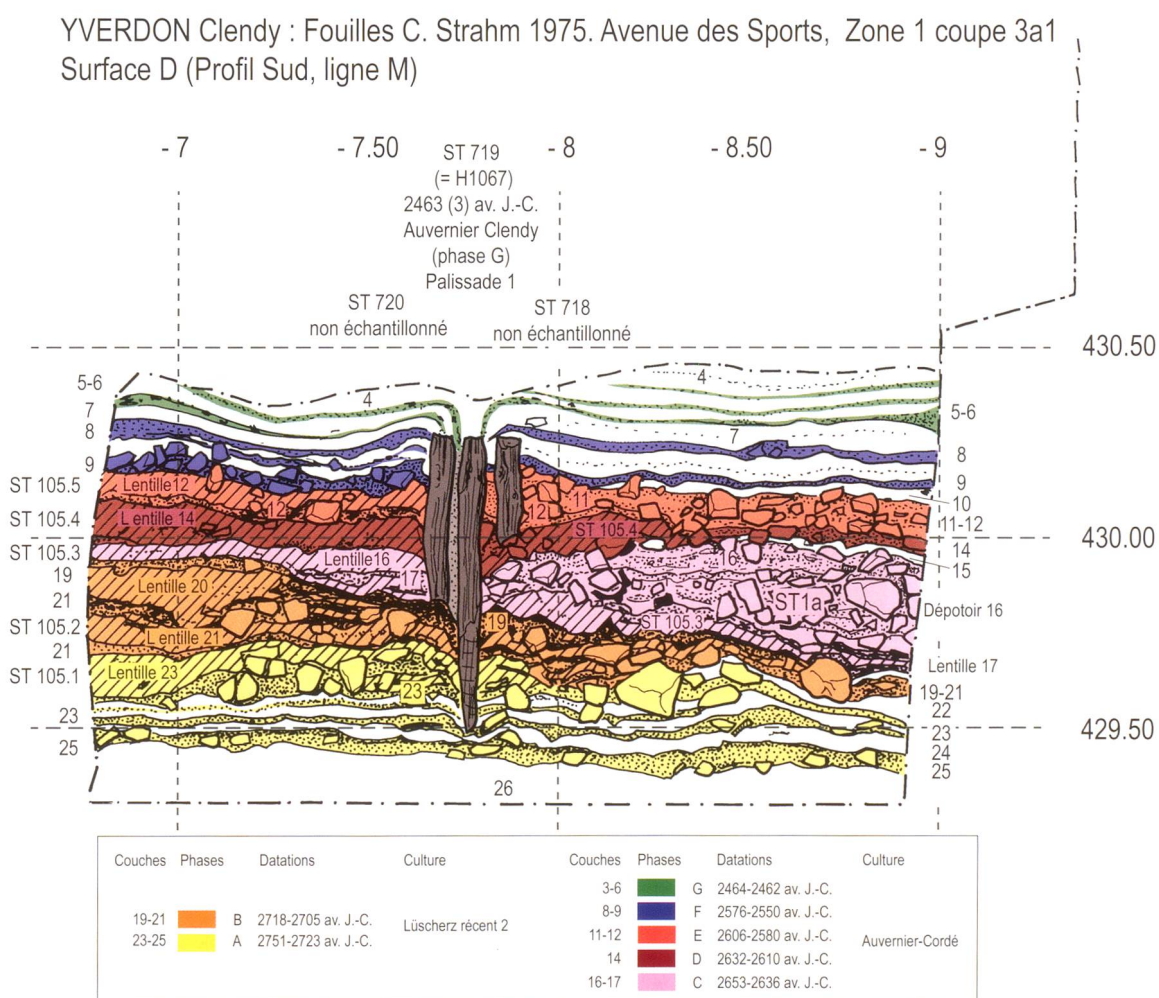 YVERDON Clendy : Fouilles C. Strahm 1975. Avenue des Sports, Zone 1 coupe 3a1
Surface D (Profil Sud, ligne M)
- 7
- 7.50
- 8
- 8.50
- 9
ST 719
(= H1067)
2463 (3) av. J.-C.
Auvernier Clendy
(phase G)
Palissade 1
ST 720
non échantillonné
ST 718
non échantillonné
430.50
430.00
429.50
5-6
7
8
9
ST 105.5
ST 105.4
ST 105.3
19
21
ST 105.2
21
ST 105.1
23
25
4
4
7
Lentille12
12
11
12
L entille 14
ST 105.4
Lentille16
16
17
ST1a
Lentille 20
19
ST 105.3
L entille 21
Lentille 23
23
26
5-6
8
9
10
11-12
14
15
Dépotoir 16
Lentille 17
19-21
22
23
24
25
Couches Phases Datations Culture
19-21 B 2718-2705 av. J.-C.
23-25 A 2751-2723 av. J.-C.
Lüscherz récent 2
Couches Phases Datations Culture
3-6 G 2464-2462 av. J.-C.
8-9 F 2576-2550 av. J.-C.
11-12 E 2606-2580 av. J.-C.
14 D 2632-2610 av. J.-C.
16-17 C 2653-2636 av. J.-C.
Auvernier-Cordé